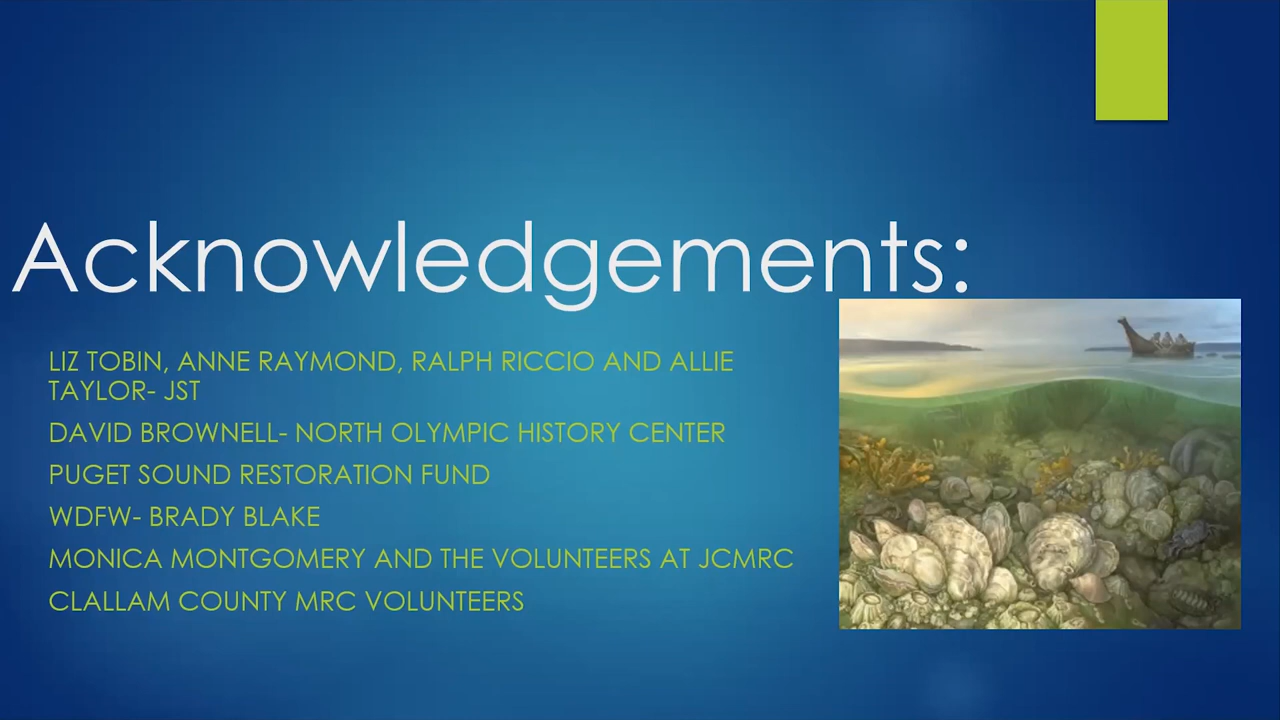 Acknowledgements:
LIZ TOBIN, ANNE RAYMOND, RALPH RICCIO AND ALLIE
TAYLOR- JST
DAVID BROWNELL- NORTH OLYMPIC HISTORY CENTER
PUGET SOUND RESTORATION FUND
WDFW- BRADY BLAKE
MONICA MONTGOMERY AND THE VOLUNTEERS AT JCMRC
CLALLAM COUNTY MRC VOLUNTEERS